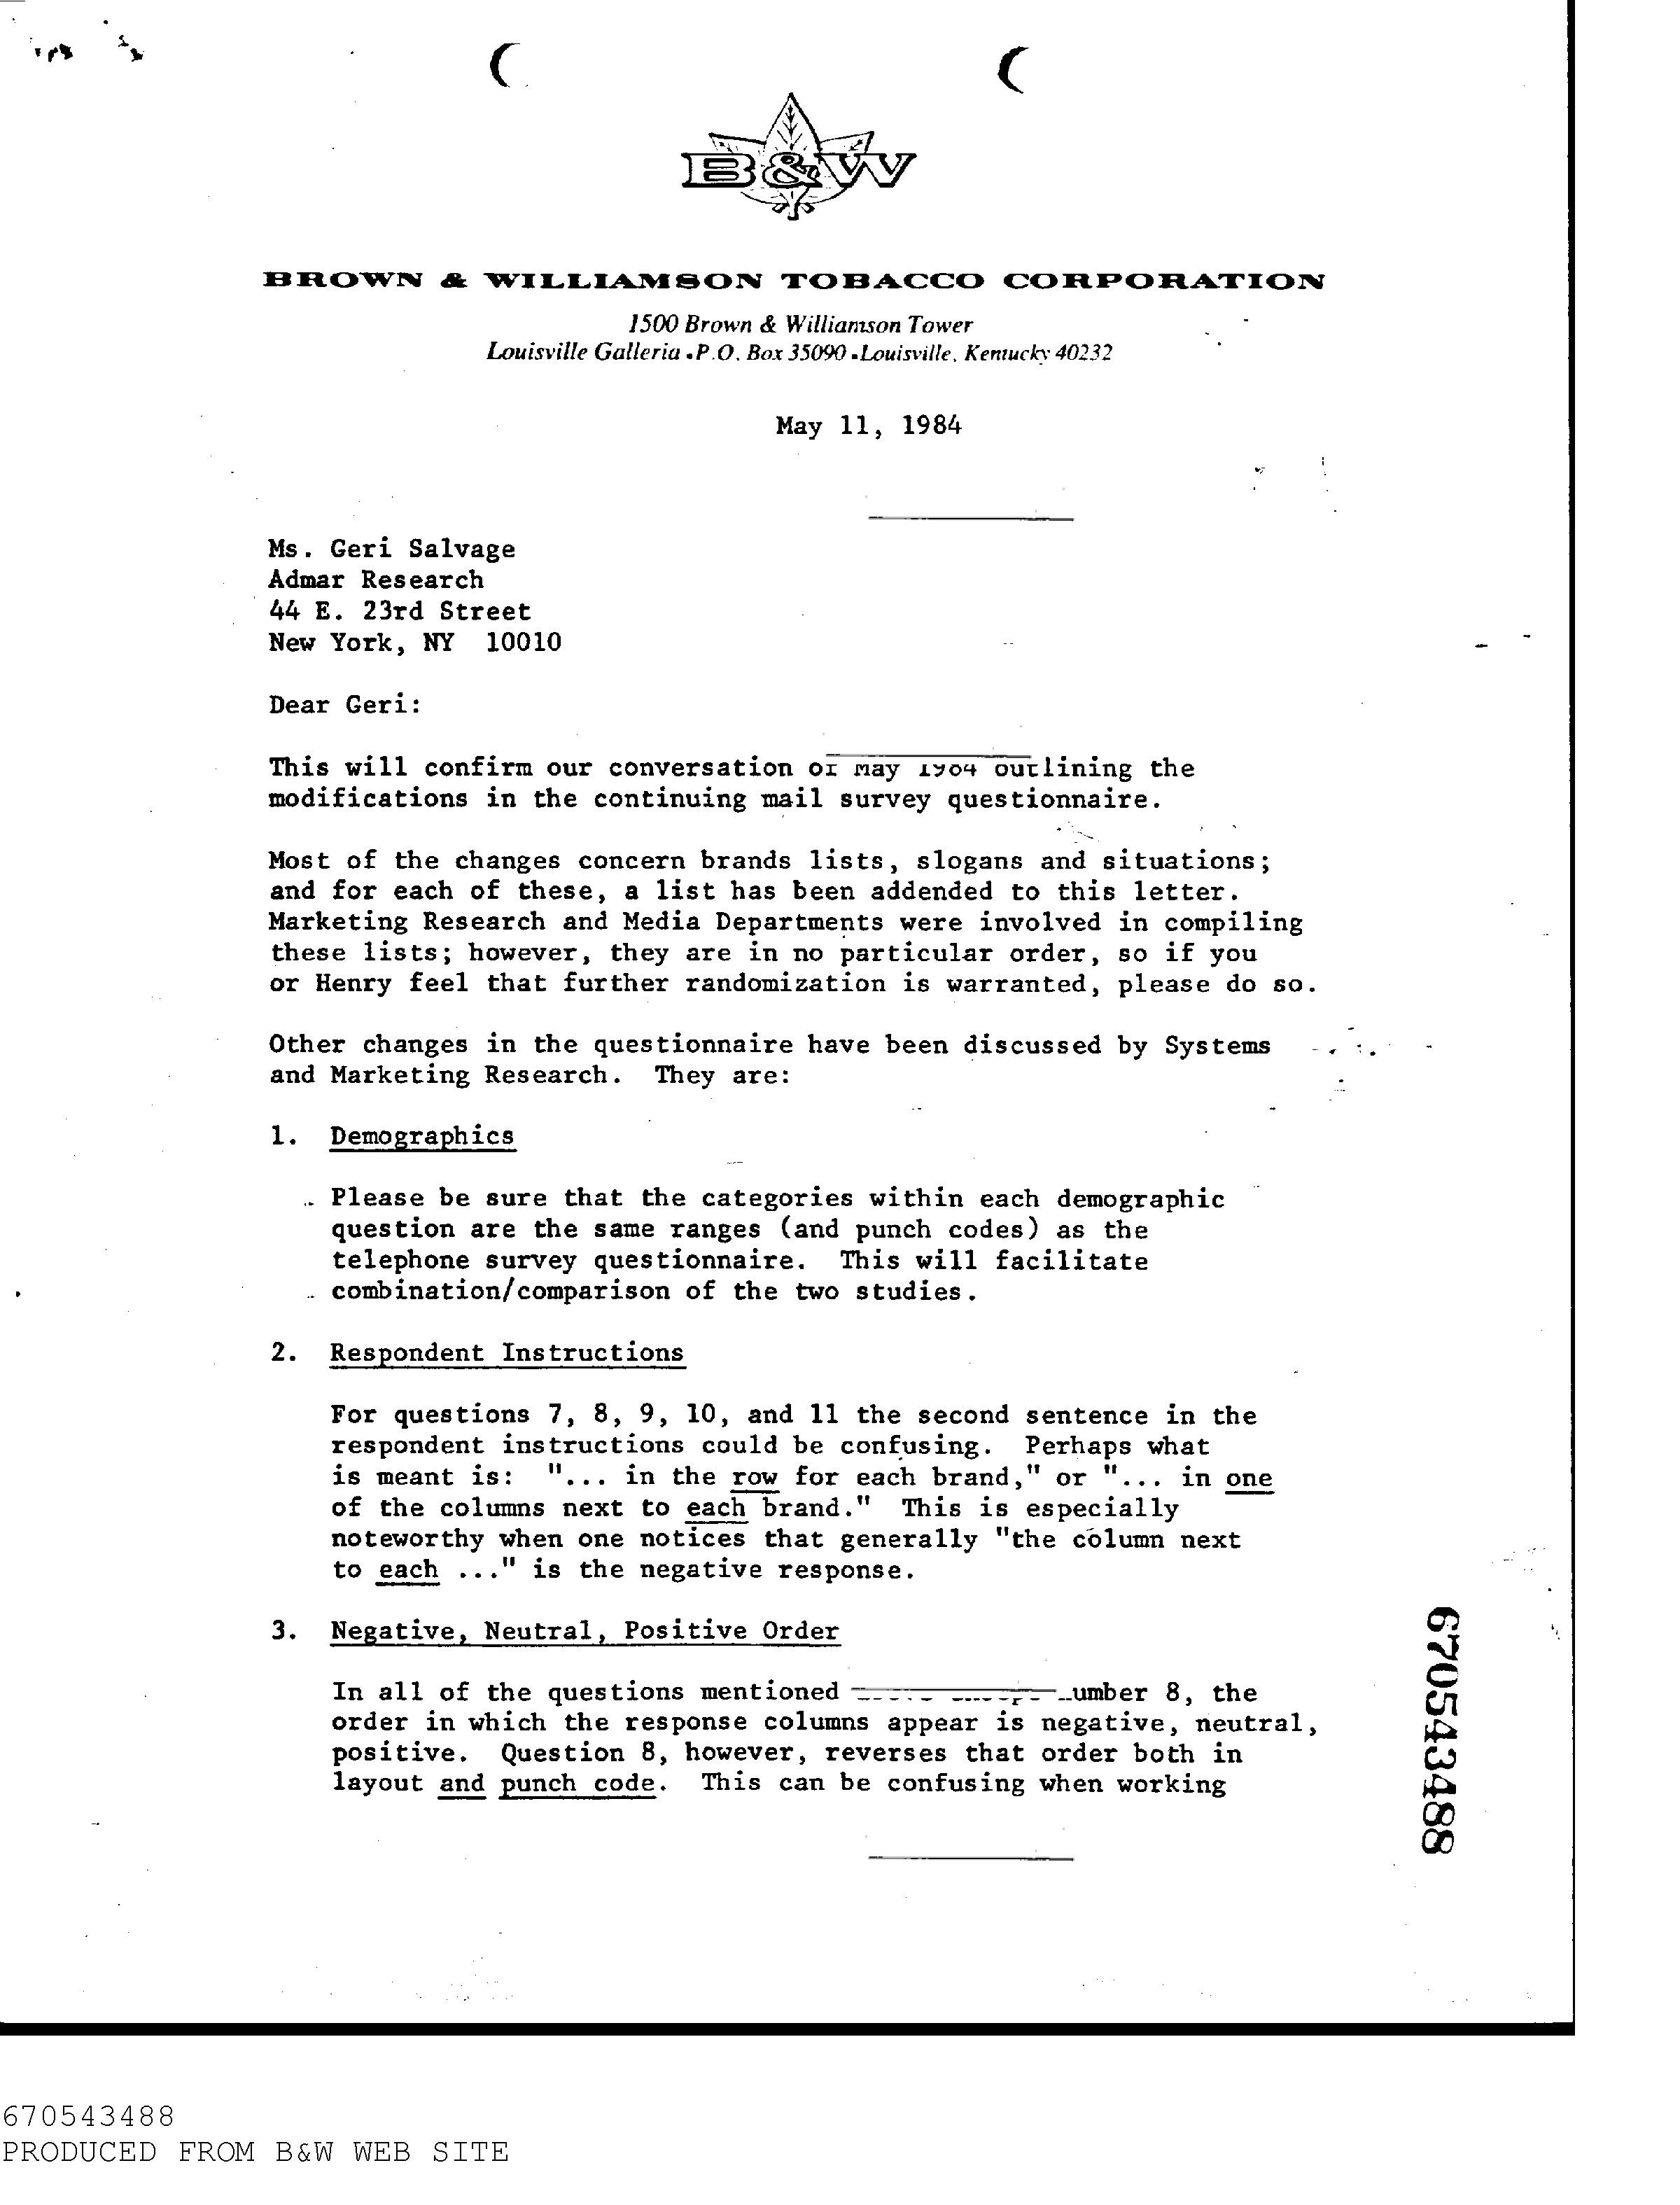 B&W
BROWN & WILLIAMSON TOBACCO CORPORATION
1500 Brown & Williamson Tower
Louisville Galleria • P.O. Box 35090 • Louisville, Kentucky 40232
May 11, 1984
Ms. Geri Salvage
Admar Research
44 E. 23rd Street
New York, NY  10010
Dear Geri:
This will confirm our conversation of May 1984 outlining the
modifications in the continuing mail survey questionnaire.
Most of the changes concern brands lists, slogans and situations;
and for each of these, a list has been addended to this letter.
Marketing Research and Media Departments were involved in compiling
these lists; however, they are in no particular order, so if you
or Henry feel that further randomization is warranted, please do so.
Other changes in the questionnaire have been discussed by Systems
and Marketing Research.  They are:
1.  Demographics
Please be sure that the categories within each demographic
question are the same ranges (and punch codes) as the
telephone survey questionnaire.  This will facilitate
combination/comparison of the two studies.
2.  Respondent Instructions
For questions 7, 8, 9, 10, and 11 the second sentence in the
respondent instructions could be confusing.  Perhaps what
is meant is:  "... in the row for each brand," or "... in one
of the columns next to each brand."  This is especially
noteworthy when one notices that generally "the column next
to each ..." is the negative response.
3.  Negative, Neutral, Positive Order
In all of the questions mentioned umber 8, the
order in which the response columns appear is negative, neutral,
positive.  Question 8, however, reverses that order both in
layout and punch code.  This can be confusing when working
670543488
670543488
PRODUCED FROM B&W WEB SITE